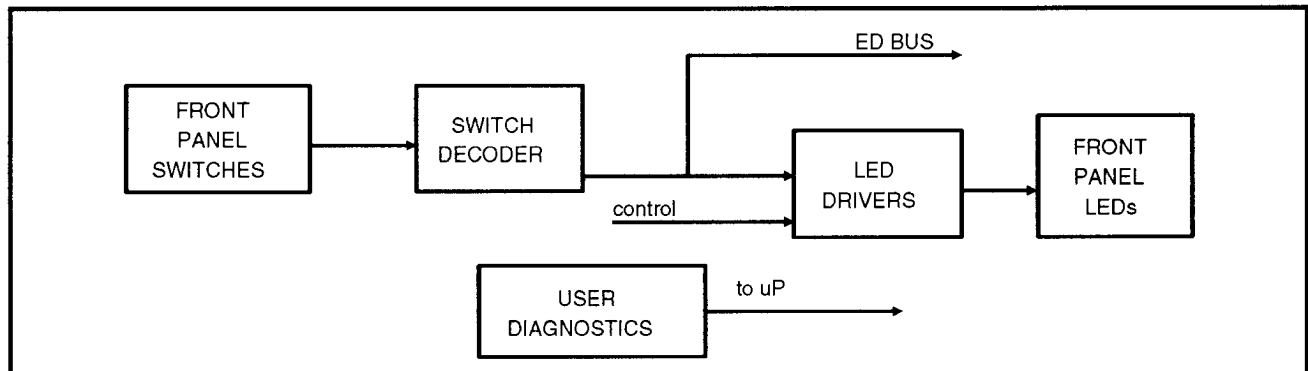 ED BUS
FRONT
PANEL
SWITCHES
SWITCH
DECODER
LED
DRIVERS
FRONT
PANEL
LEDs
control
USER
DIAGNOSTICS
to uP